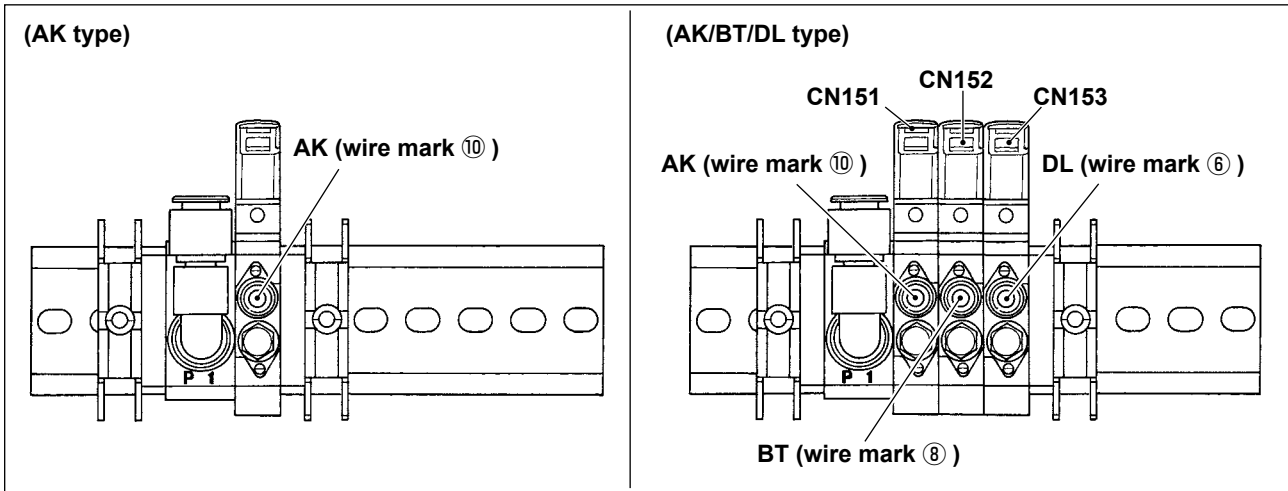 (AK type)
AK (wire mark ⑩ )
P 1
(AK/BT/DL type)
CN151
CN152
CN153
AK (wire mark ⑩ )
DL (wire mark ⑥ )
P 1
BT (wire mark ⑧ )